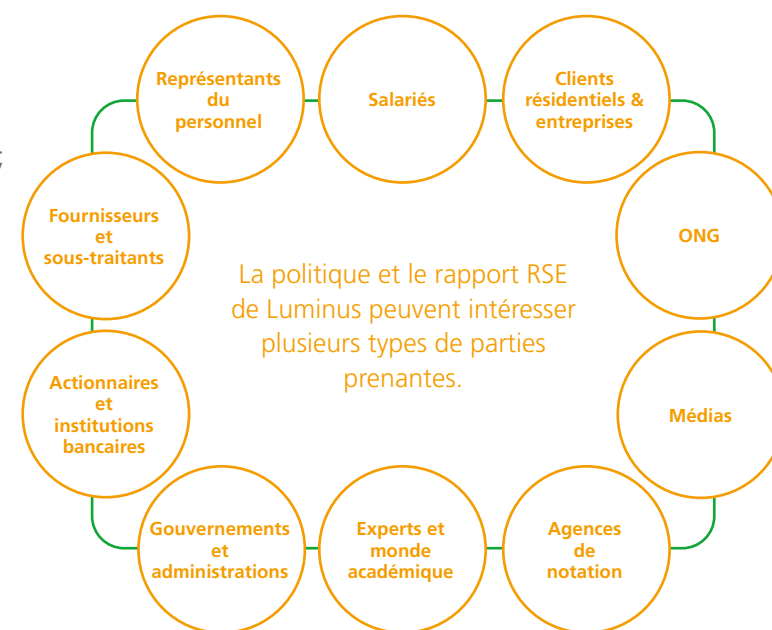 Représentants
du
personnel
Salariés
Clients
résidentiels &
entreprises
Fournisseurs
et
sous-traitants
ONG
La politique et le rapport RSE
de Luminus peuvent intéresser
plusieurs types de parties
prenantes.
Actionnaires
et
institutions
bancaires
Médias
Gouvernements
et
administrations
Experts et
monde
académique
Agences
de
notation